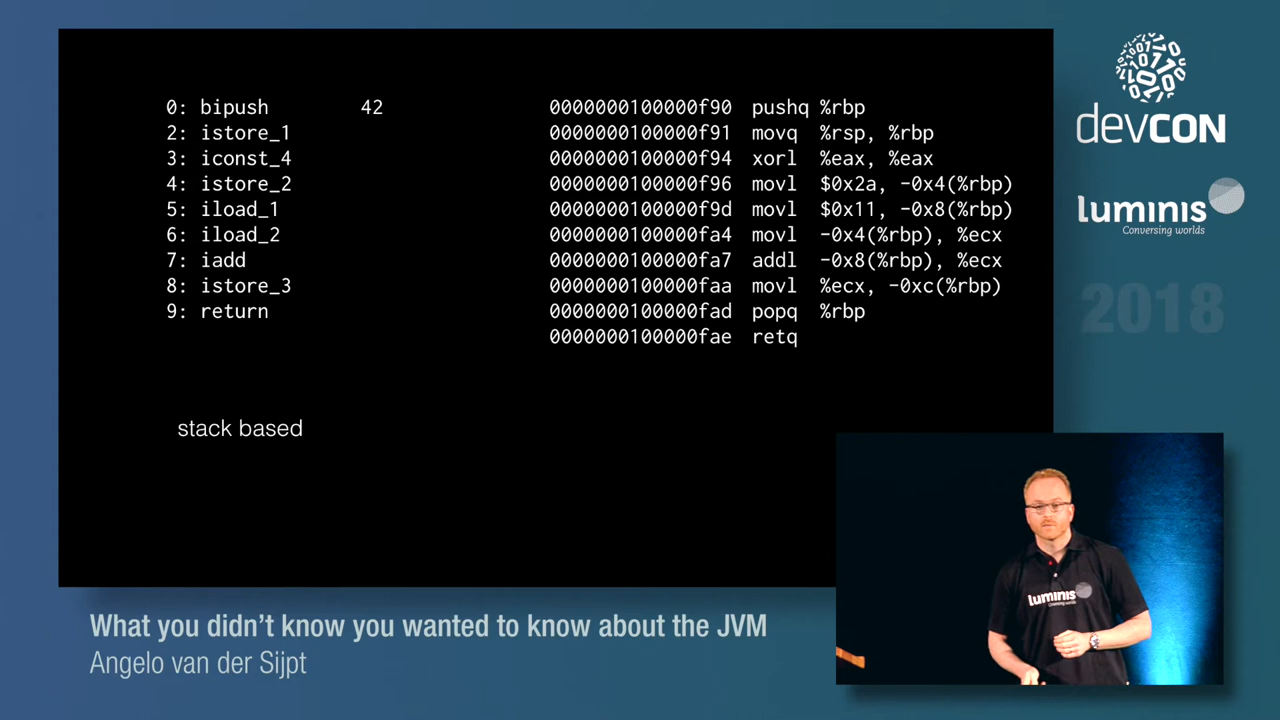 0: bipush 42
2: istore_1
3: iconst_4
4: istore_2
5: iload_1
6: iload_2
7: iadd
8: istore_3
9: return
0000000100000f90 pushq %rbp
0000000100000f91 movq %rsp, %rbp
0000000100000f94 xorl %eax, %eax
0000000100000f96 movl $0x2a, -0x4(%rbp)
0000000100000f9d movl $0x11, -0x8(%rbp)
0000000100000fa4 movl -0x4(%rbp), %ecx
0000000100000fa7 addl -0x8(%rbp), %ecx
0000000100000faa movl %ecx, -0xc(%rbp)
0000000100000fad popq %rbp
0000000100000fae retq
stack based
devCON
luminis
Conversing worlds
2018
luminis
Conversing worlds
What you didn't know you wanted to know about the JVM
Angelo van der Sijpt